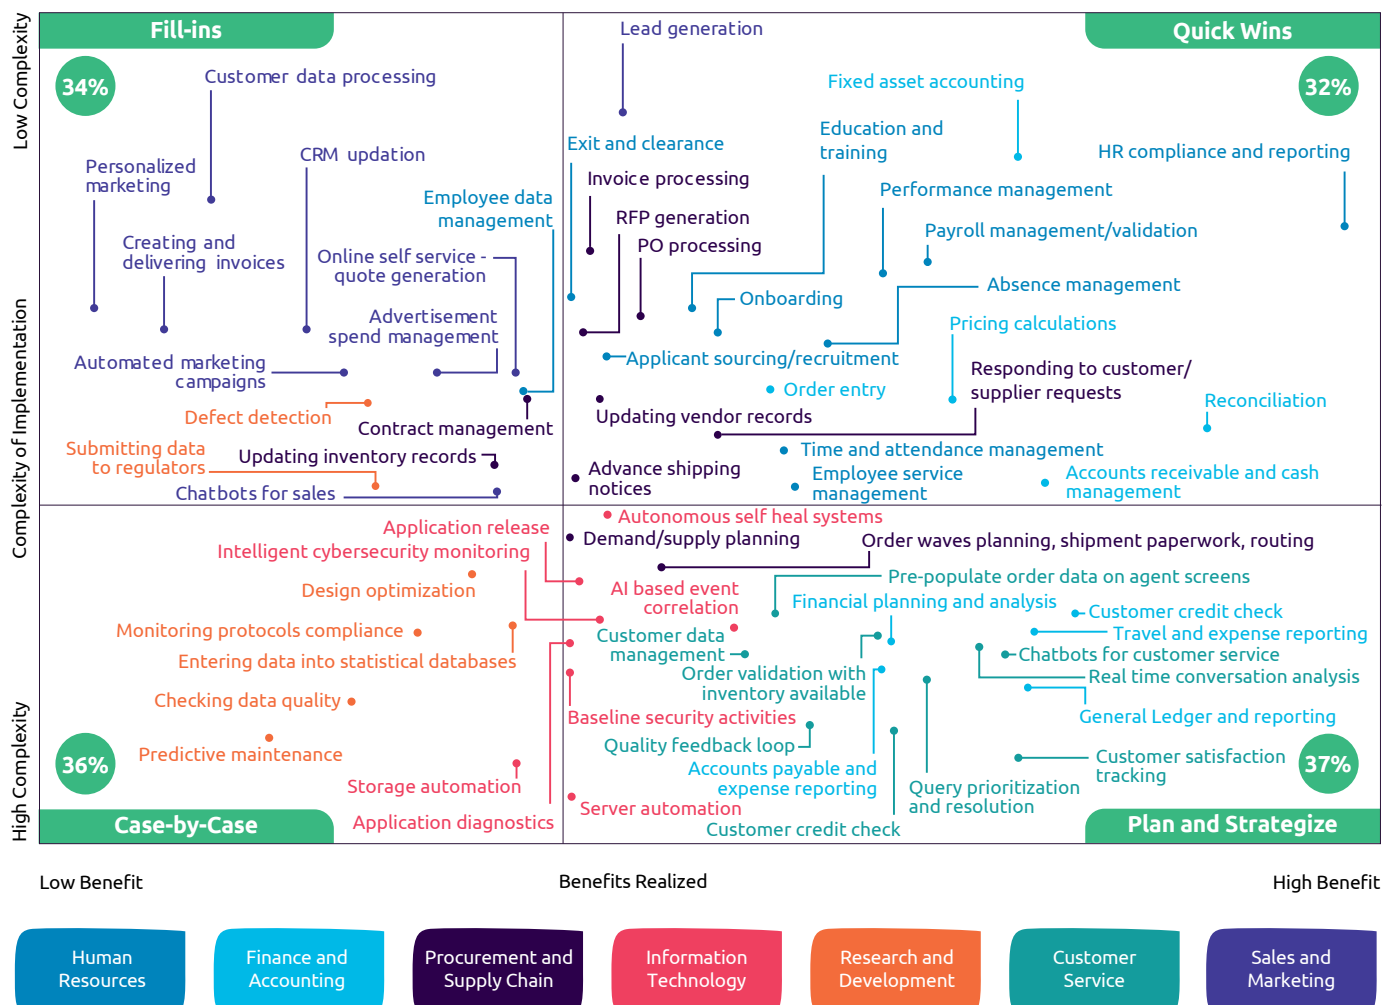 Fill-ins
Quick Wins
34%
32%
Low Complexity
Complexity of Implementation
High Complexity
Lead generation
Customer data processing
Fixed asset accounting
Education and
training
Exit and clearance
HR compliance and reporting
CRM updation
Personalized
marketing
Invoice processing
Performance management
Employee data
management
RFP generation
Payroll management/validation
PO processing
Creating and
delivering invoices
Online self service -
quote generation
Absence management
Onboarding
Advertisement
spend management
Pricing calculations
Automated marketing
campaigns
Applicant sourcing/recruitment
Responding to customer/
supplier requests
Order entry
Reconciliation
Defect detection
Updating vendor records
Contract management
Submitting data
to regulators
Updating inventory records
Time and attendance management
Advance shipping
notices
Employee service
management
Accounts receivable and cash
management
Chatbots for sales
Autonomous self heal systems
Application release
Demand/supply planning
Order waves planning, shipment paperwork, routing
Intelligent cybersecurity monitoring
Pre-populate order data on agent screens
Design optimization
AI based event
correlation
Financial planning and analysis
Customer credit check
Monitoring protocols compliance
Travel and expense reporting
Customer data
management
Chatbots for customer service
Entering data into statistical databases
Order validation with
inventory available
Real time conversation analysis
Checking data quality
Baseline security activities
General Ledger and reporting
Quality feedback loop
Predictive maintenance
Customer satisfaction
tracking
Accounts payable and
expense reporting
Storage automation
Query prioritization
and resolution
Server automation
Application diagnostics
Customer credit check
36%
37%
Case-by-Case
Plan and Strategize
Low Benefit
Benefits Realized
High Benefit
Human
Resources
Finance and
Accounting
Procurement and
Supply Chain
Information
Technology
Research and
Development
Customer
Service
Sales and
Marketing